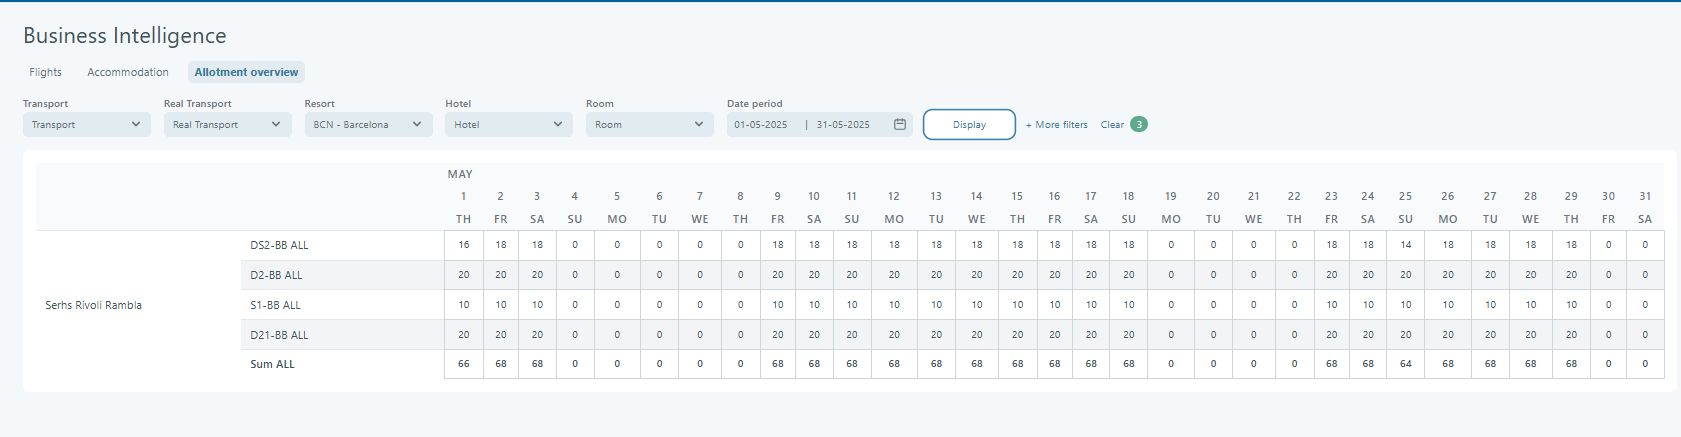 Business Intelligence
Flights Accommodation Allotment overview
Transport Real Transport Resort Hotel Room Date period
Transport Real Transport BCN - Barcelona Hotel Room 01-05-2025 | 31-05-2025 Display + More filters Clear 3
MAY
1 2 3 4 5 6 7 8 9 10 11 12 13 14 15 16 17 18 19 20 21 22 23 24 25 26 27 28 29 30 31
TH FR SA SU MO TU WE TH FR SA SU MO TU WE TH FR SA SU MO TU WE TH FR SA SU MO TU WE TH FR SA
DS2-BB ALL 16 18 18 0 0 0 0 0 18 18 18 18 18 18 18 18 18 18 0 0 0 0 18 18 14 18 18 18 18 0 0
D2-BB ALL 20 20 20 0 0 0 0 0 20 20 20 20 20 20 20 20 20 20 0 0 0 0 20 20 20 20 20 20 20 0 0
Serhs Rivoli Rambla S1-BB ALL 10 10 10 0 0 0 0 0 10 10 10 10 10 10 10 10 10 10 0 0 0 0 10 10 10 10 10 10 10 0 0
D21-BB ALL 20 20 20 0 0 0 0 0 20 20 20 20 20 20 20 20 20 20 0 0 0 0 20 20 20 20 20 20 20 0 0
Sum ALL 66 68 68 0 0 0 0 0 68 68 68 68 68 68 68 68 68 68 0 0 0 0 68 68 64 68 68 68 68 0 0